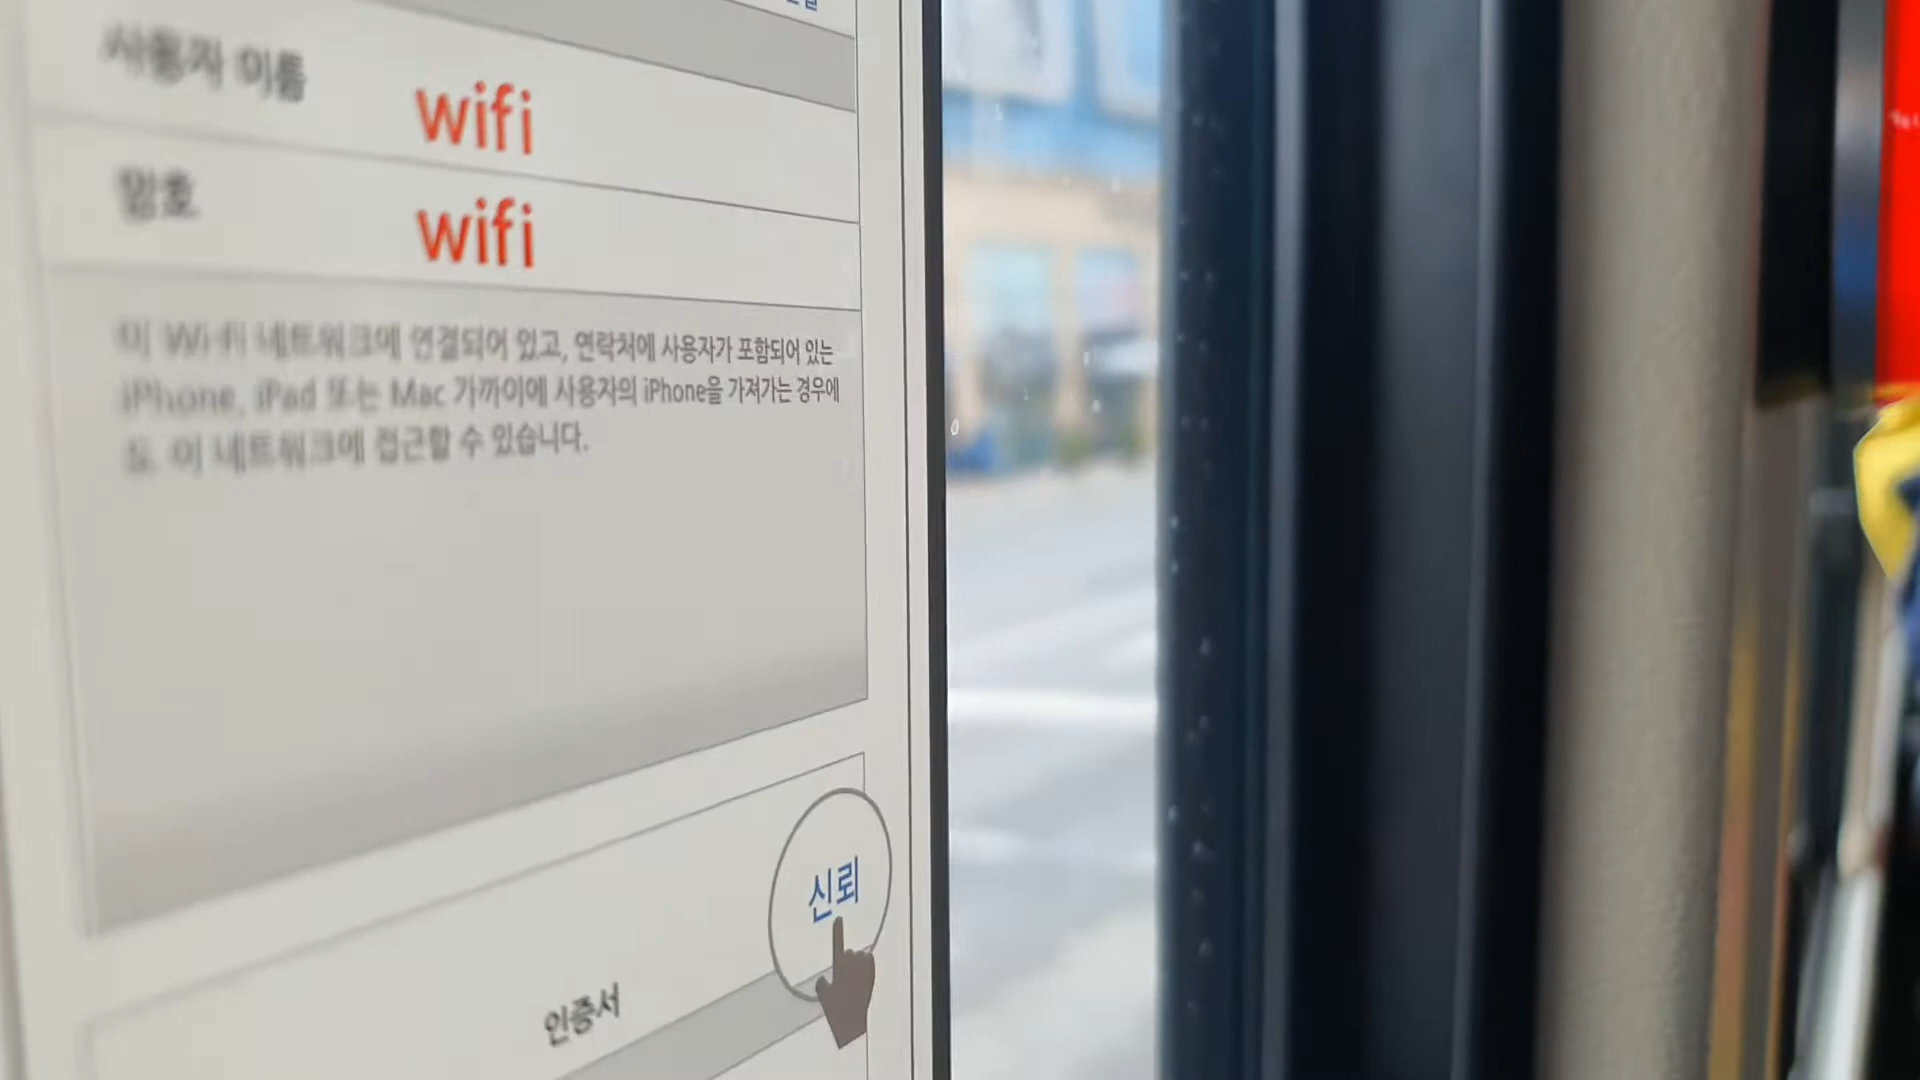 사용자 이름 wifi
암호 wifi
이 Wi-Fi 네트워크에 연결되어 있고, 연락처에 사용자가 포함되어 있는
iPhone, iPad 또는 Mac 가까이에 사용자의 iPhone을 가져가는 경우에
도 이 네트워크에 접근할 수 있습니다.
신뢰
인증서